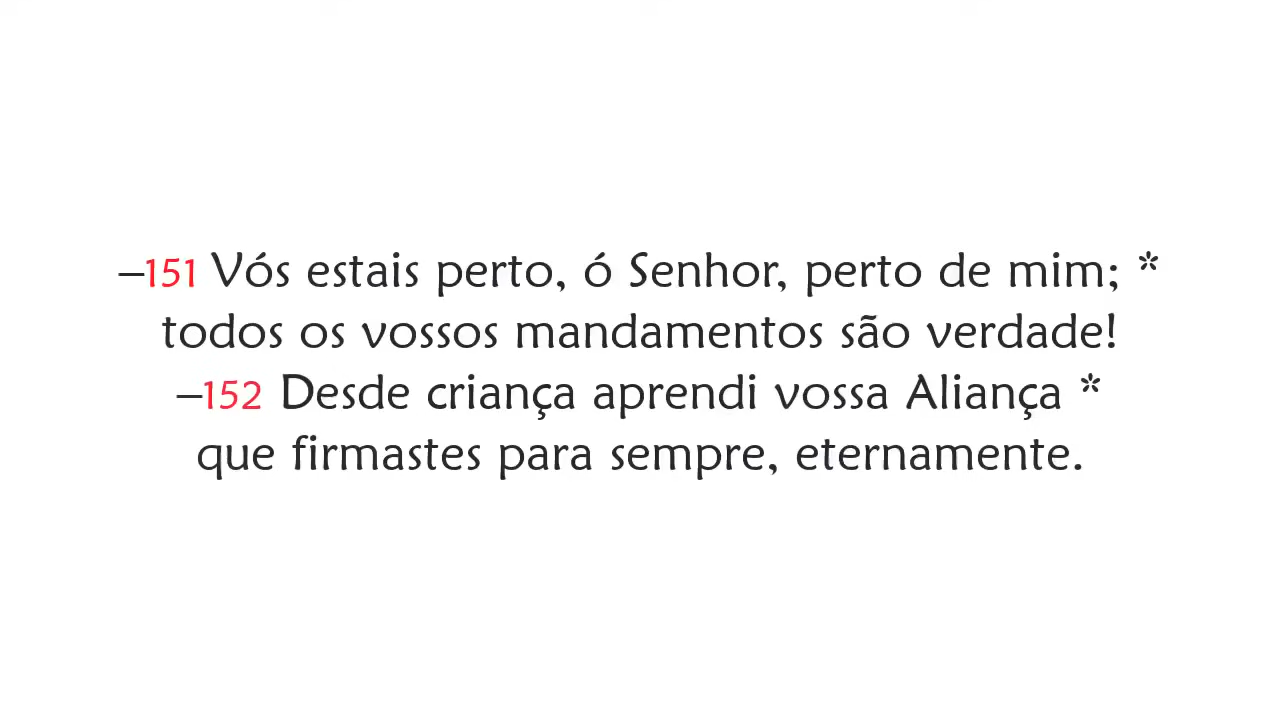 –151 Vós estais perto, ó Senhor, perto de mim; *
todos os vossos mandamentos são verdade!
–152 Desde criança aprendi vossa Aliança *
que firmastes para sempre, eternamente.